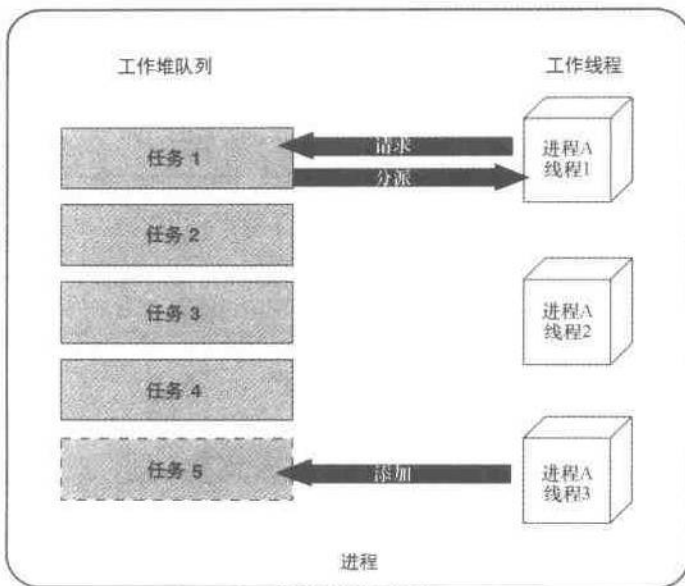 工作堆队列
工作线程
任务 1
请求
分派
进程A
线程1
任务 2
任务 3
进程A
线程2
任务 4
任务 5
添加
进程A
线程3
进程